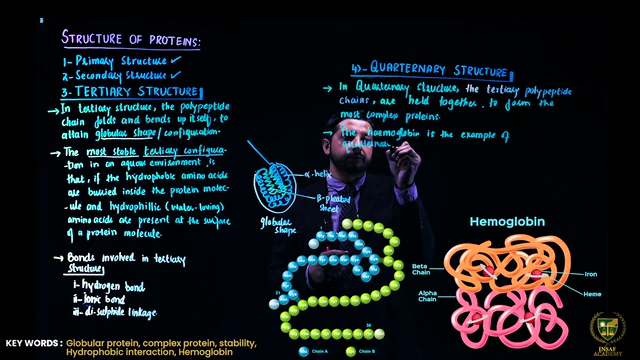 STRUCTURE OF PROTEINS:
1- Primary Structure ✓
2- Secondary Structure ✓
3- TERTIARY STRUCTURE
→ In tertiary structure, the polypeptide
chain folds and bends up itself, to
attain globular shape/configuration.
→ The most stable tertiary configura-
-tion in an aquous environment is
that, if the hydrophobic amino acids
are buried inside the protein molec-
-ule and hydrophillic (water-loving)
amino acids are present at the surface
of a protein molecule.
→ Bonds involved in tertiary
structure
i- hydrogen bond
ii- Ionic bond
iii- di-sulphide linkage.
α-helix
β-pleated
sheet
globular
shape
4)- QUARTERNARY STRUCTURE
→ In Quarternary structure, the tertiary polypeptide
chains, are held together, to form the
most complex proteins.
→ The haemoglobin is the example of
quarternar
Chain A
Chain B
21
30
Hemoglobin
Beta
Chain
Alpha
Chain
Iron
Heme
KEY WORDS : Globular protein, complex protein, stability,
Hydrophobic interaction, Hemoglobin
INSAF
ACADEMY